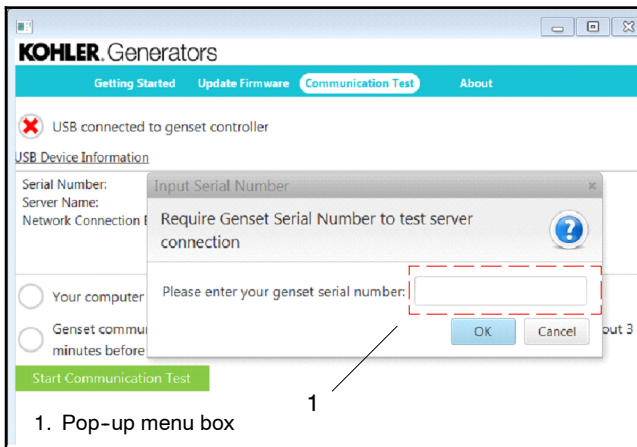 KOHLER. Generators
Getting Started Update Firmware Communication Test About
USB connected to genset controller
USB Device Information
Serial Number:
Server Name:
Network Connection
Input Serial Number
Require Genset Serial Number to test server
connection
Please enter your genset serial number:
OK Cancel
Your computer
Genset out 3
minutes before
Start Communication Test
1
1. Pop-up menu box